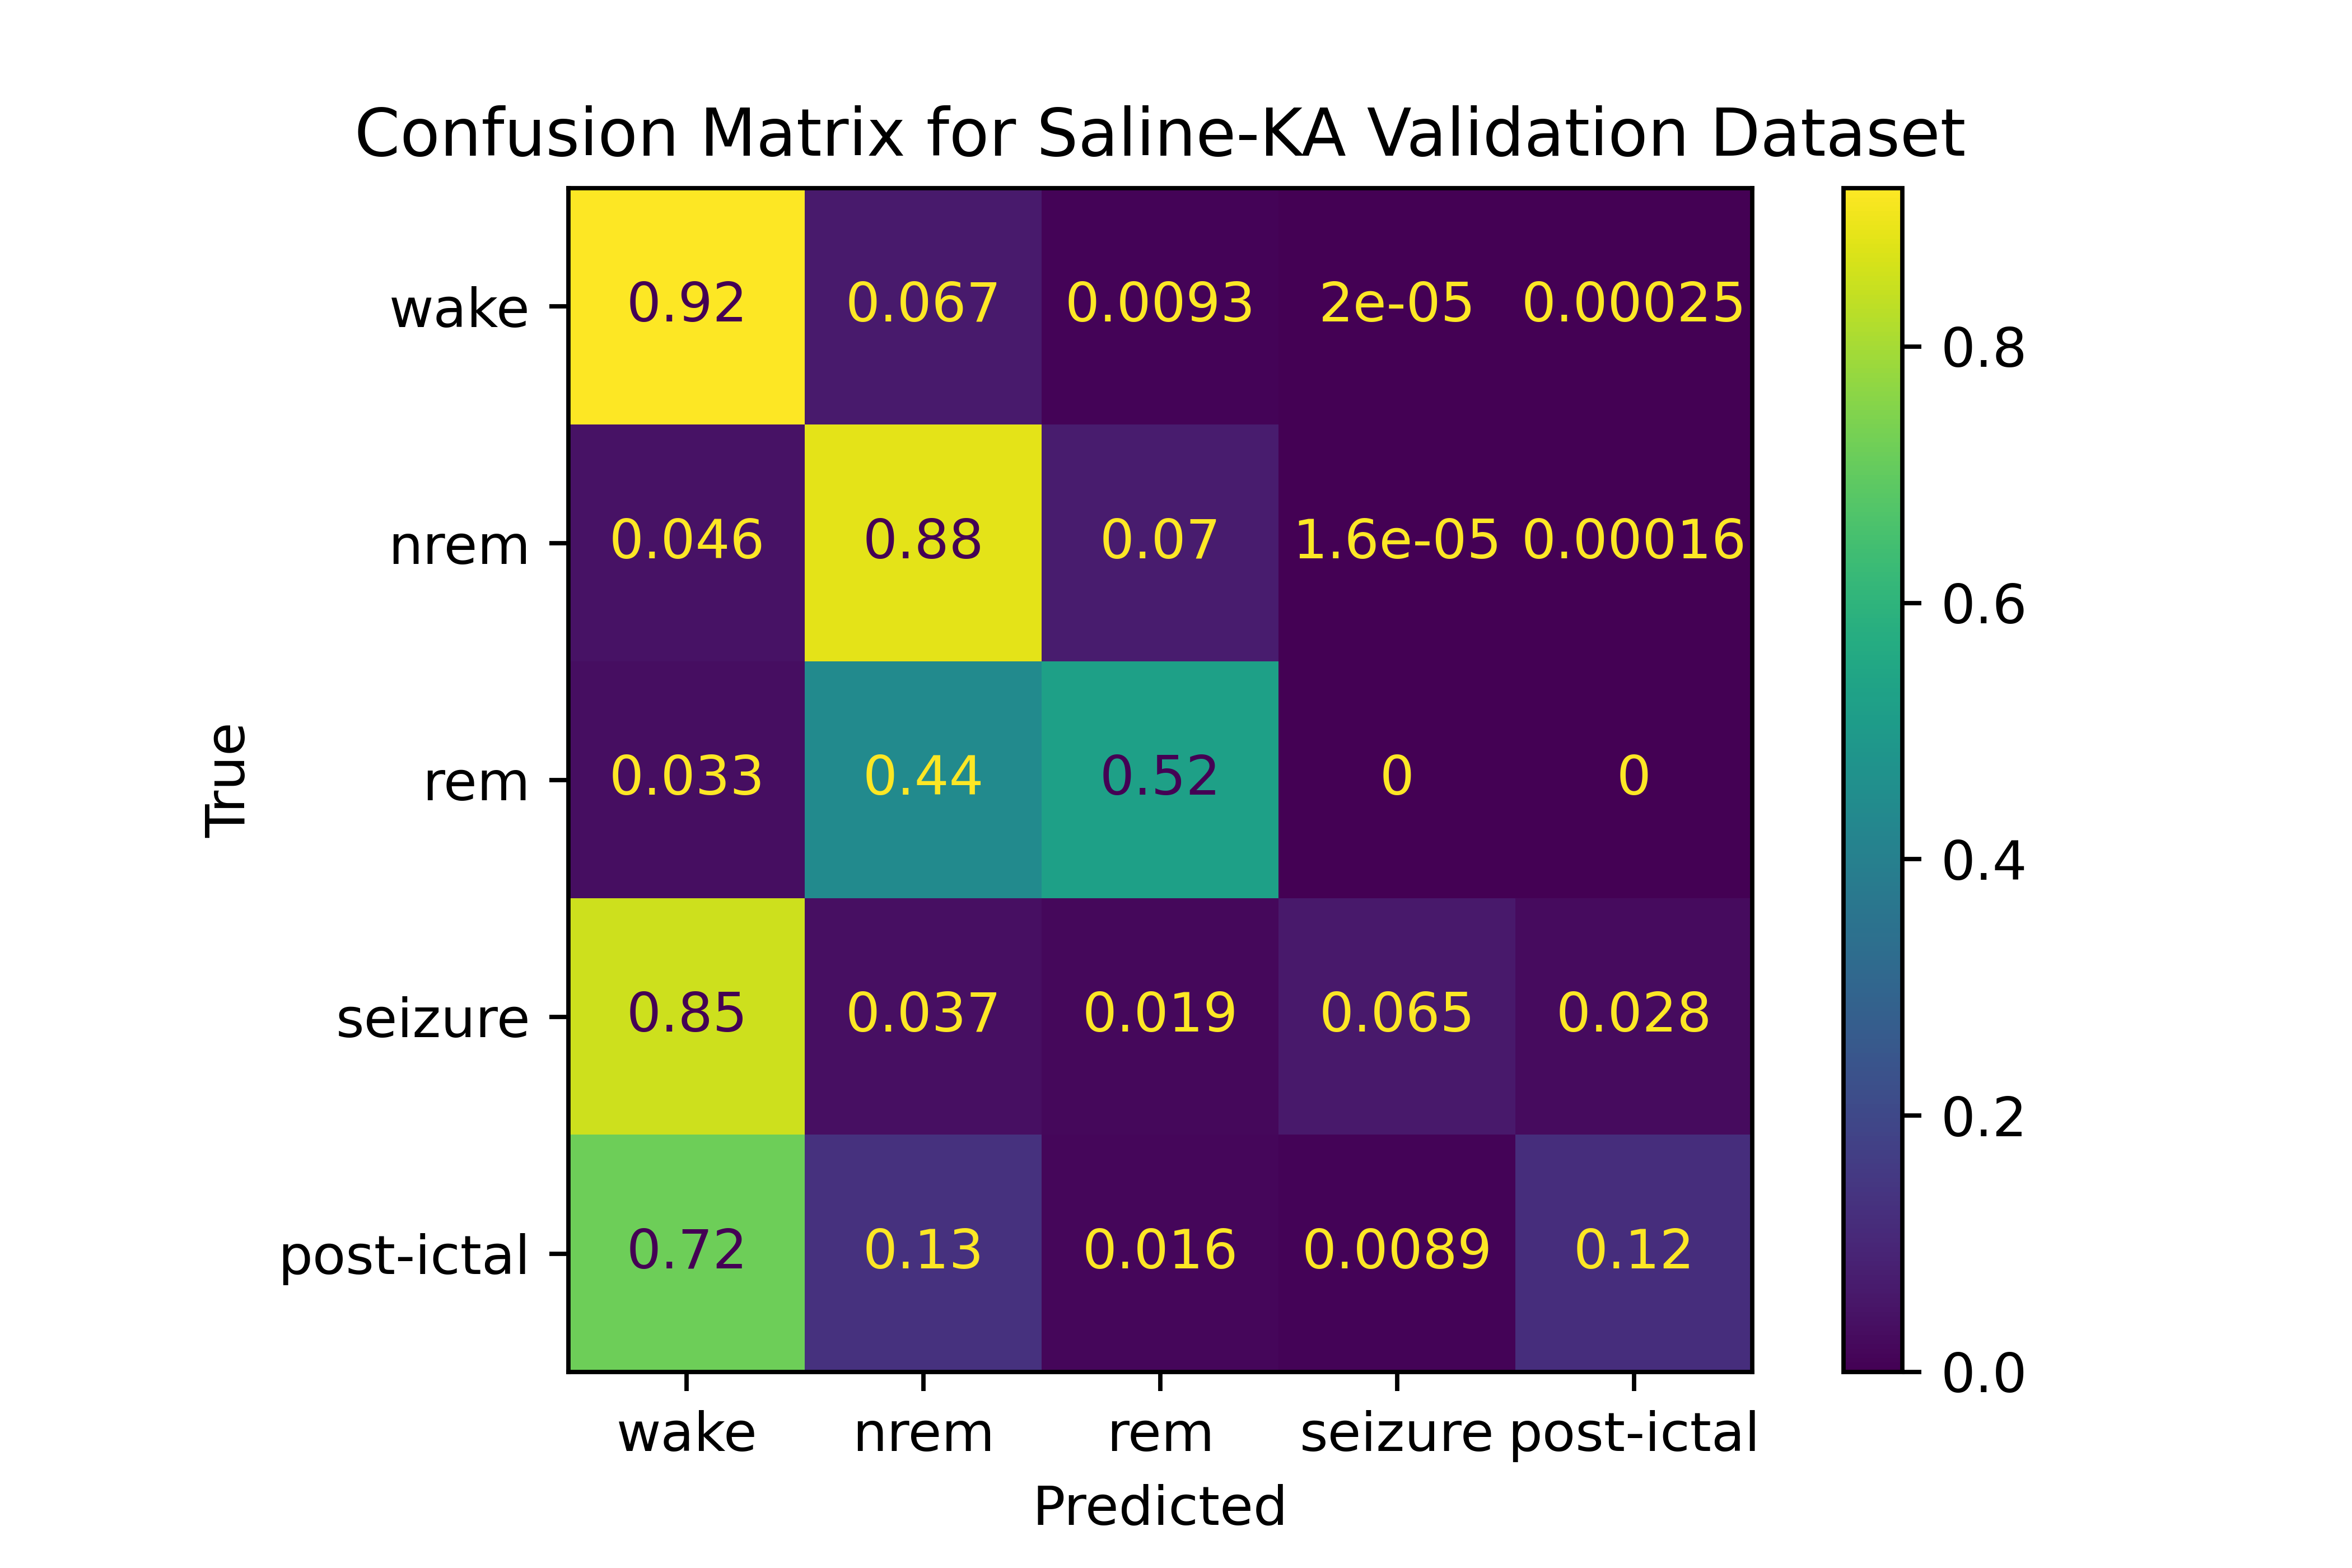 Confusion Matrix for Saline-KA Validation Dataset
wake 0.92 0.067 0.0093 2e-05 0.00025
nrem 0.046 0.88 0.07 1.6e-05 0.00016
rem 0.033 0.44 0.52 0 0
seizure 0.85 0.037 0.019 0.065 0.028
post-ictal 0.72 0.13 0.016 0.0089 0.12
True
wake nrem rem seizure post-ictal
Predicted
0.8
0.6
0.4
0.2
0.0